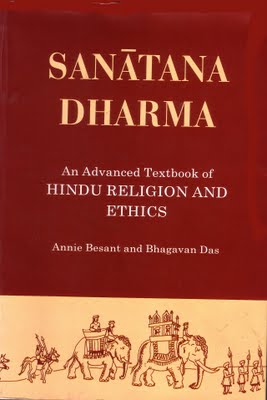 SANĀTANA
DHARMA
An Advanced Textbook of
HINDU RELIGION AND
ETHICS
Annie Besant and Bhagavan Das